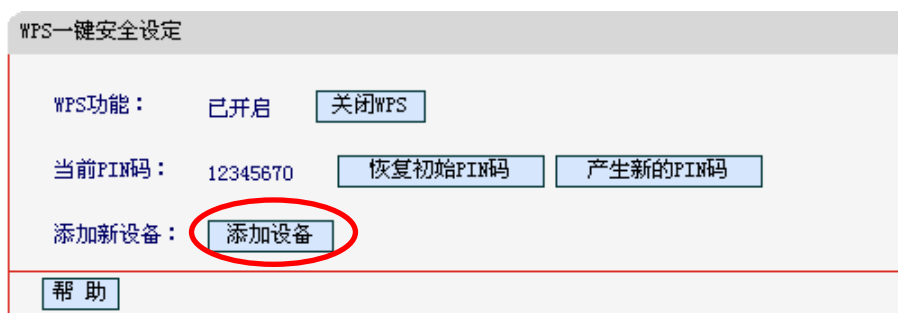 WPS一键安全设定
WPS功能： 已开启 关闭WPS
当前PIN码： 12345670 恢复初始PIN码 产生新的PIN码
添加新设备： 添加设备
帮 助